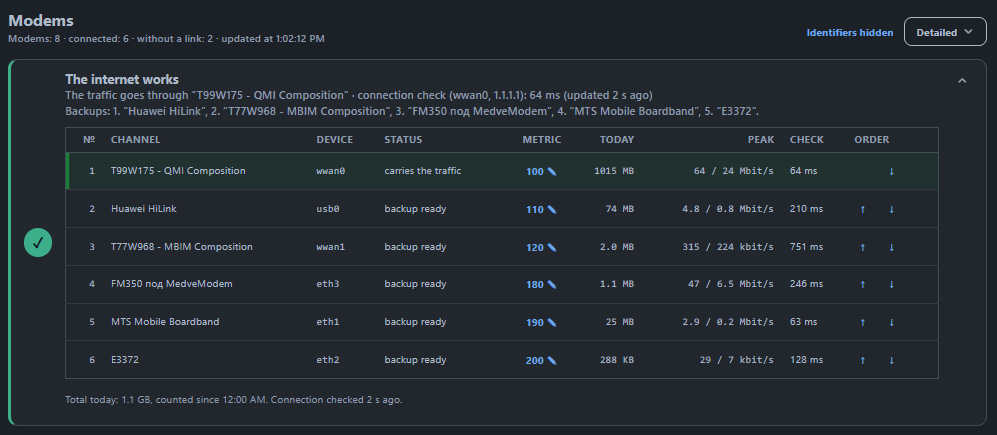 Modems
Modems: 8 · connected: 6 · without a link: 2 · updated at 1:02:12 PM
Identifiers hidden
Detailed
The internet works
The traffic goes through “T99W175 - QMI Composition” · connection check (wwan0, 1.1.1.1): 64 ms (updated 2 s ago)
Backups: 1. “Huawei HiLink”, 2. “T77W968 - MBIM Composition”, 3. “FM350 под MedveModem”, 4. “MTS Mobile Boardband”, 5. “E3372”.
№ CHANNEL DEVICE STATUS METRIC TODAY PEAK CHECK ORDER
1 T99W175 - QMI Composition wwan0 carries the traffic 100 1015 MB 64 / 24 Mbit/s 64 ms ↓
2 Huawei HiLink usb0 backup ready 110 74 MB 4.8 / 0.8 Mbit/s 210 ms ↑ ↓
3 T77W968 - MBIM Composition wwan1 backup ready 120 2.0 MB 315 / 224 kbit/s 751 ms ↑ ↓
4 FM350 под MedveModem eth3 backup ready 180 1.1 MB 47 / 6.5 Mbit/s 246 ms ↑ ↓
5 MTS Mobile Boardband eth1 backup ready 190 25 MB 2.9 / 0.2 Mbit/s 63 ms ↑ ↓
6 E3372 eth2 backup ready 200 288 KB 29 / 7 kbit/s 128 ms ↑ ↓
Total today: 1.1 GB, counted since 12:00 AM. Connection checked 2 s ago.